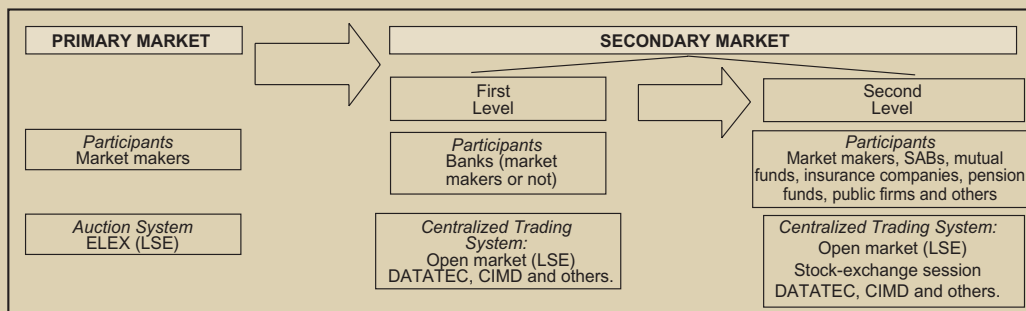 PRIMARY MARKET
SECONDARY MARKET
First
Level
Second
Level
Participants
Market makers
Participants
Banks (market
makers or not)
Participants
Market makers, SABs, mutual
funds, insurance companies, pension
funds, public firms and others
Auction System
ELEX (LSE)
Centralized Trading
System:
Open market (LSE)
DATATEC, CIMD and others.
Centralized Trading System:
Open market (LSE)
Stock-exchange session
DATATEC, CIMD and others.